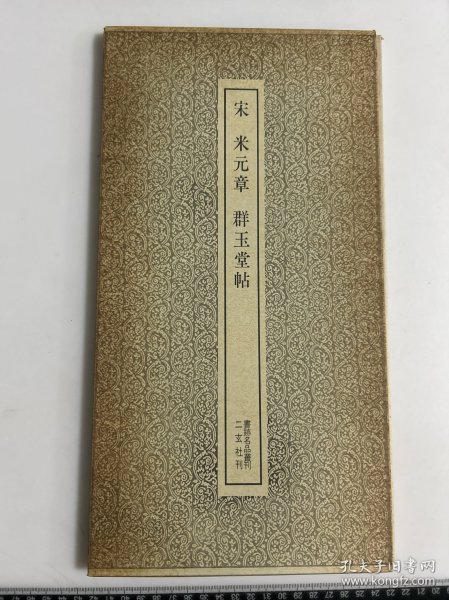 宋 米元章 群玉堂帖
書跡名品叢刊
二玄社刊
孔夫子旧书网
www.kongfz.com